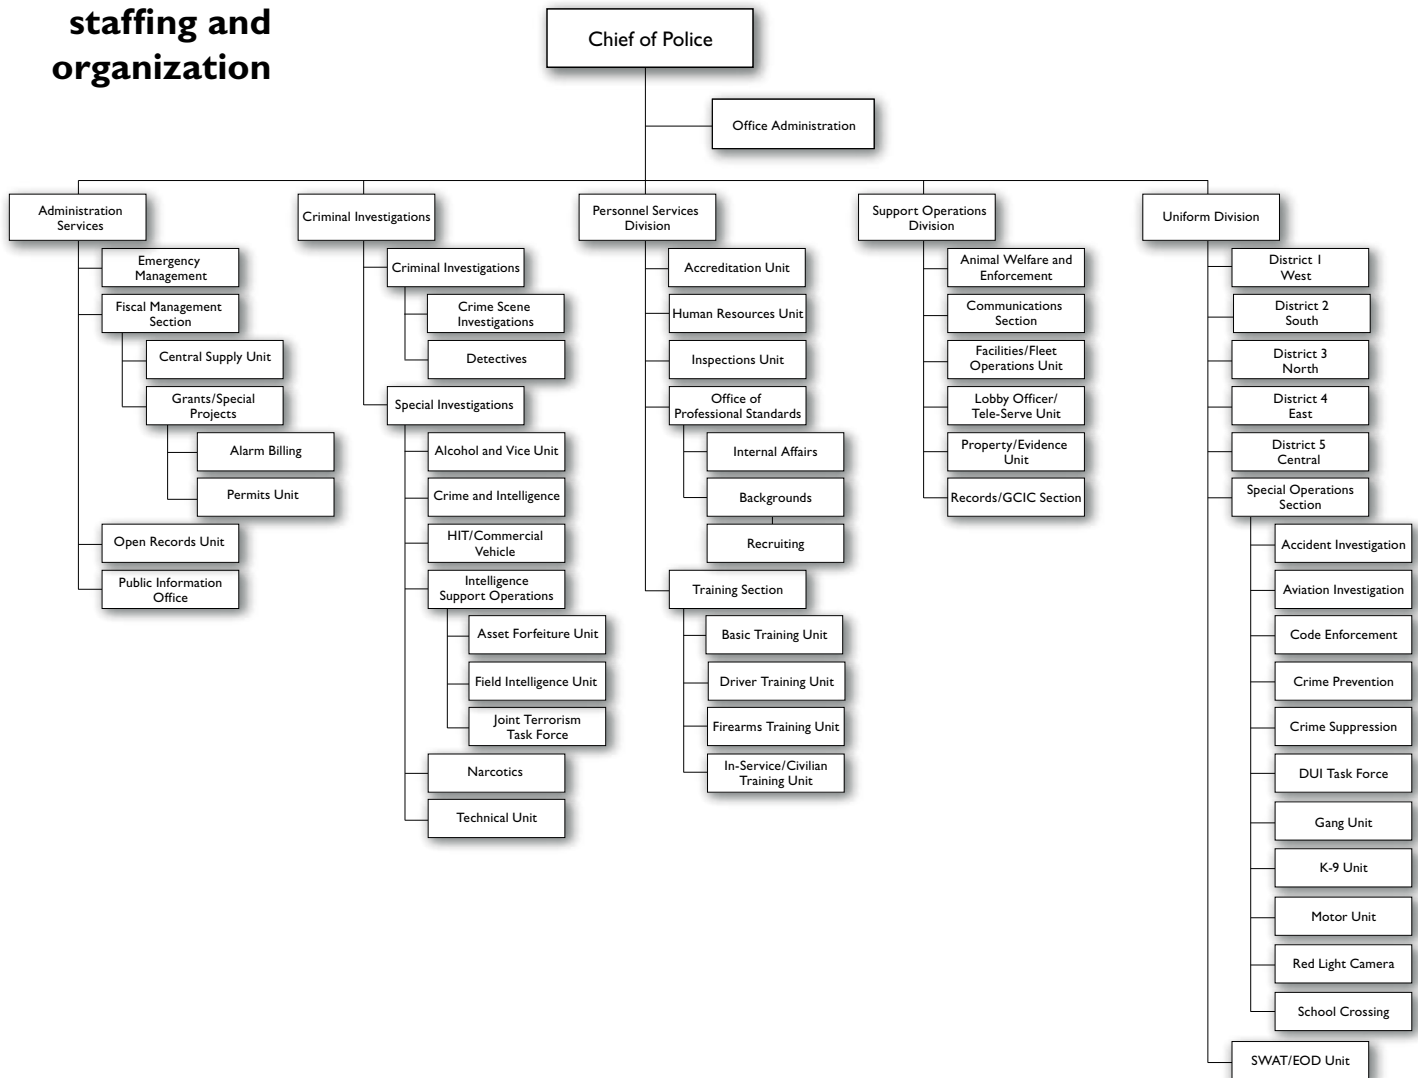 staffing and
organization
Chief of Police
Office Administration
Administration
Services
Emergency
Management
Fiscal Management
Section
Central Supply Unit
Grants/Special
Projects
Alarm Billing
Permits Unit
Open Records Unit
Public Information
Office
Criminal Investigations
Criminal Investigations
Crime Scene
Investigations
Detectives
Special Investigations
Alcohol and Vice Unit
Crime and Intelligence
HIT/Commercial
Vehicle
Intelligence
Support Operations
Asset Forfeiture Unit
Field Intelligence Unit
Joint Terrorism
Task Force
Narcotics
Technical Unit
Personnel Services
Division
Accreditation Unit
Human Resources Unit
Inspections Unit
Office of
Professional Standards
Internal Affairs
Backgrounds
Recruiting
Training Section
Basic Training Unit
Driver Training Unit
Firearms Training Unit
In-Service/Civilian
Training Unit
Support Operations
Division
Animal Welfare and
Enforcement
Communications
Section
Facilities/Fleet
Operations Unit
Lobby Officer/
Tele-Serve Unit
Property/Evidence
Unit
Records/GCIC Section
Uniform Division
District 1
West
District 2
South
District 3
North
District 4
East
District 5
Central
Special Operations
Section
Accident Investigation
Aviation Investigation
Code Enforcement
Crime Prevention
Crime Suppression
DUI Task Force
Gang Unit
K-9 Unit
Motor Unit
Red Light Camera
School Crossing
SWAT/EOD Unit